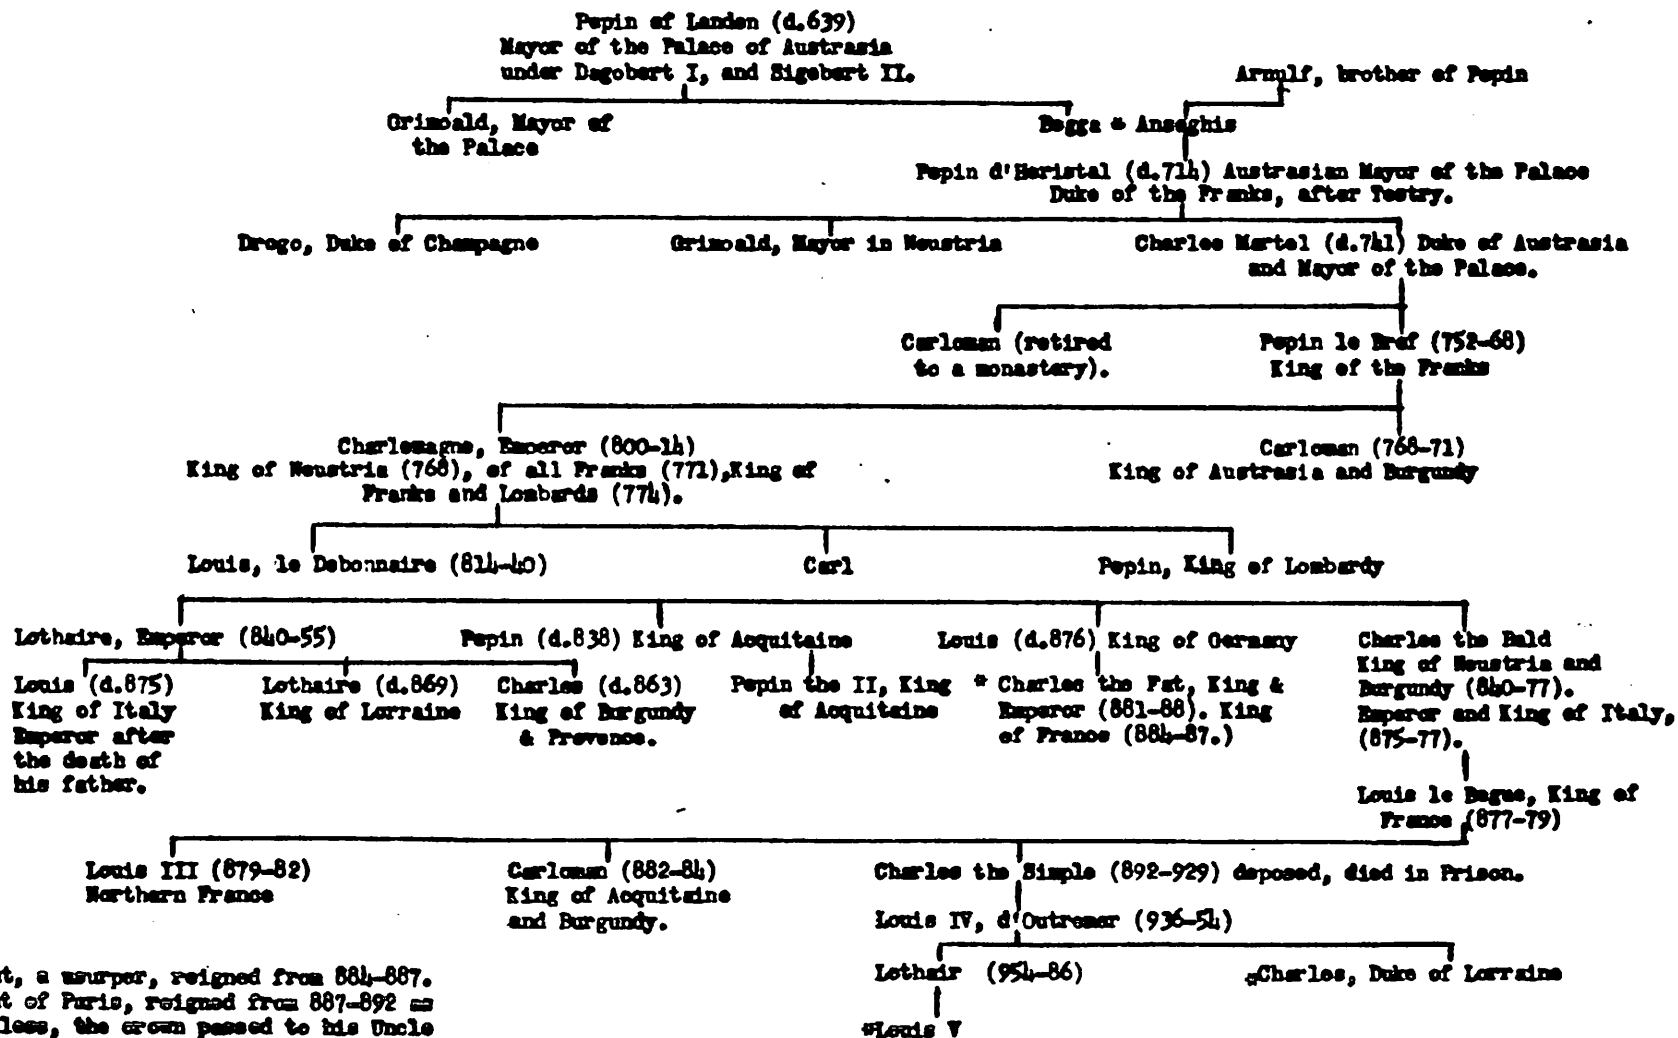 Pepin of Landen (d.639)
Mayor of the Palace of Austrasia
under Dagobert I, and Sigebert II.
Arnulf, brother of Pepin
Grimoald, Mayor of
the Palace
Begga * Anseghis
Pepin d'Heristal (d.714) Austrasian Mayor of the Palace
Duke of the Franks, after Testry.
Drogo, Duke of Champagne
Grimoald, Mayor in Neustria
Charles Martel (d.741) Duke of Austrasia
and Mayor of the Palace.
Carloman (retired
to a monastery).
Pepin le Bref (752-68)
King of the Franks
Charlemagne, Emperor (800-14)
King of Neustria (768), of all Franks (771),King of
Franks and Lombards (774).
Carloman (768-71)
King of Austrasia and Burgundy
Louis, le Debonnaire (814-40)
Carl
Pepin, King of Lombardy
Lothaire, Emperor (840-55)
Pepin (d.838) King of Acquitaine
Louis (d.876) King of Germany
Charles the Bald
King of Neustria and
Burgundy (840-77).
Emperor and King of Italy,
(875-77).
Louis (d.875)
King of Italy
Emperor after
the death of
his father.
Lothaire (d.869)
King of Lorraine
Charles (d.863)
King of Burgundy
& Provence.
Pepin the II, King
of Acquitaine
* Charles the Fat, King &
Emperor (881-88). King
of France (884-87.)
Louis le Begue, King of
France (877-79)
Louis III (879-82)
Northern France
Carloman (882-84)
King of Acquitaine
and Burgundy.
Charles the Simple (892-929) deposed, died in Prison.
Louis IV, d'Outremer (936-54)
Lothair (954-86)
*Charles, Duke of Lorraine
*Louis V
t, a usurper, reigned from 884-887.
t of Paris, reigned from 887-892 as
less, the crown passed to his Uncle